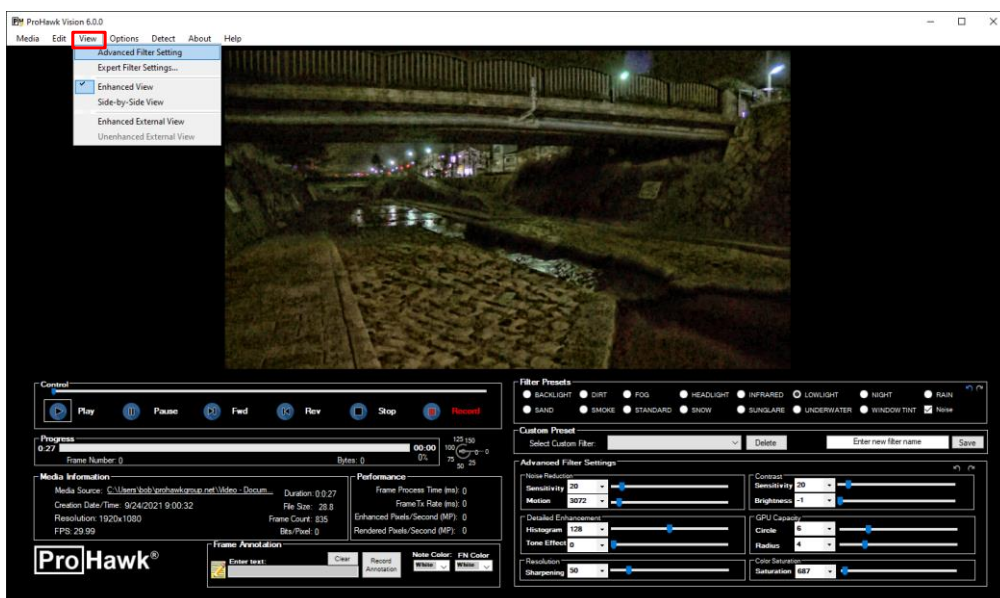 ProHawk Vision 6.0.0
Media Edit View Options Detect About Help
Advanced Filter Setting
Expert Filter Settings...
Enhanced View
Side-by-Side View
Enhanced External View
Unenhanced External View
Control
Play Pause Fwd Rev Stop Record
Progress
0:27 00:00
Frame Number: 0 Bytes: 0 0%
125 150
100 0
75 25
50
Media Information
Media Source: C:\Users\bob\prohawkgroup.net\Video - Docum... Duration: 0:0:27
Creation Date/Time: 9/24/2021 9:00:32 File Size: 28.8
Resolution: 1920x1080 Frame Count: 835
FPS: 29.99 Bits/Pixel: 0
Performance
Frame Process Time (ms): 0
Frame Tx Rate (ms): 0
Enhanced Pixels/Second (MP): 0
Rendered Pixels/Second (MP): 0
ProHawk®
Frame Annotation
Enter text: Clear Record Annotation
Note Color: FN Color
White White
Filter Presets
BACKLIGHT DIRT FOG HEADLIGHT INFRARED LOWLIGHT NIGHT RAIN
SAND SMOKE STANDARD SNOW SUNGLARE UNDERWATER WINDOW TINT Noise
Custom Preset
Select Custom Filter: Delete Enter new filter name Save
Advanced Filter Settings
Noise Reduction
Sensitivity 20
Motion 3072
Contrast
Sensitivity 20
Brightness -1
Detailed Enhancement
Histogram 128
Tone Effect 0
GPU Capacity
Circle 6
Radius 4
Resolution
Sharpening 50
Color Saturation
Saturation 687